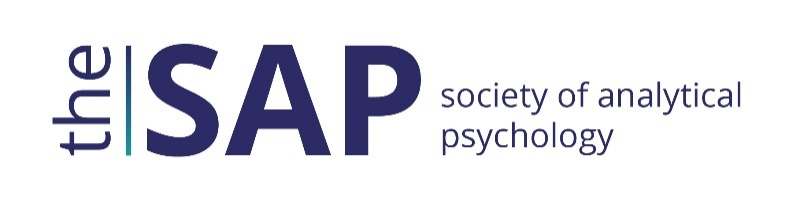 the SAP
society of analytical
psychology